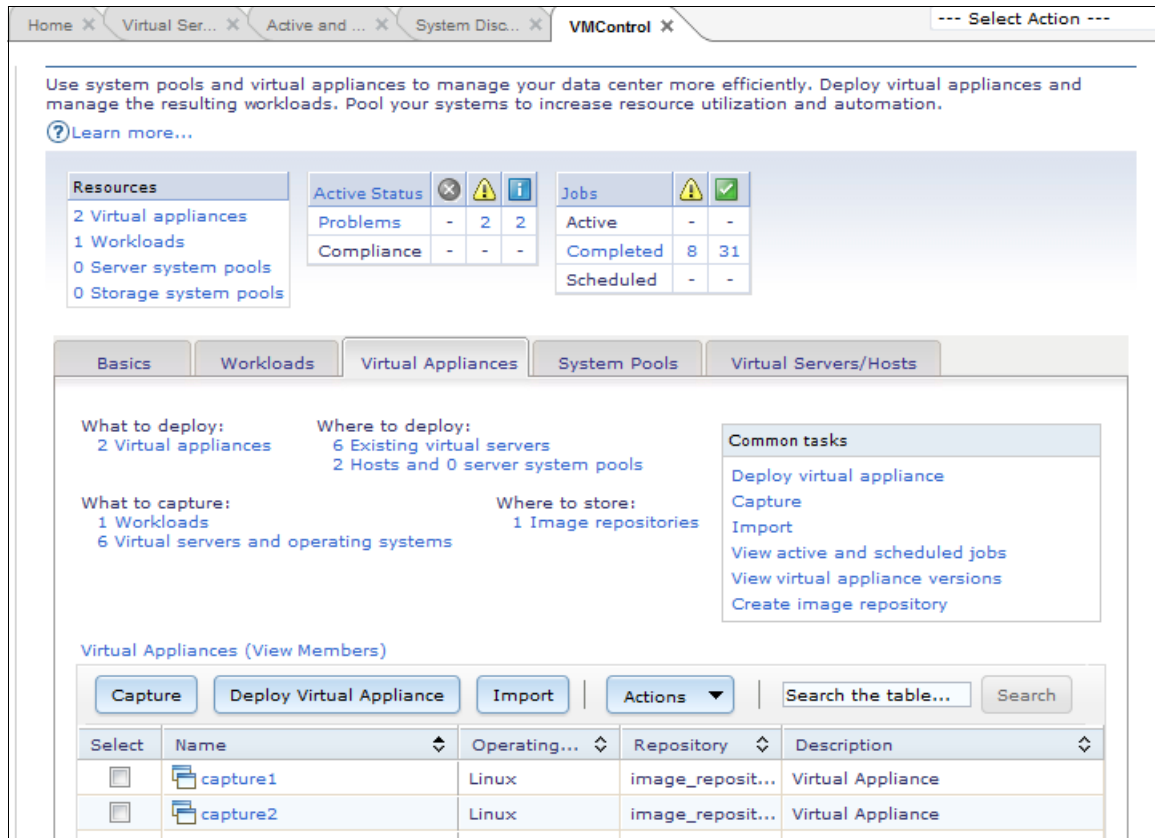 Home Virtual Ser... Active and ... System Disc... VMControl --- Select Action ---
Use system pools and virtual appliances to manage your data center more efficiently. Deploy virtual appliances and
manage the resulting workloads. Pool your systems to increase resource utilization and automation.
?Learn more...
Resources
2 Virtual appliances
1 Workloads
0 Server system pools
0 Storage system pools
Active Status
Problems - 2 2
Compliance - - -
Jobs
Active - -
Completed 8 31
Scheduled - -
Basics Workloads Virtual Appliances System Pools Virtual Servers/Hosts
What to deploy:
2 Virtual appliances
Where to deploy:
6 Existing virtual servers
2 Hosts and 0 server system pools
What to capture:
1 Workloads
6 Virtual servers and operating systems
Where to store:
1 Image repositories
Common tasks
Deploy virtual appliance
Capture
Import
View active and scheduled jobs
View virtual appliance versions
Create image repository
Virtual Appliances (View Members)
Capture Deploy Virtual Appliance Import Actions Search the table... Search
Select Name Operating... Repository Description
capture1 Linux image_reposit... Virtual Appliance
capture2 Linux image_reposit... Virtual Appliance